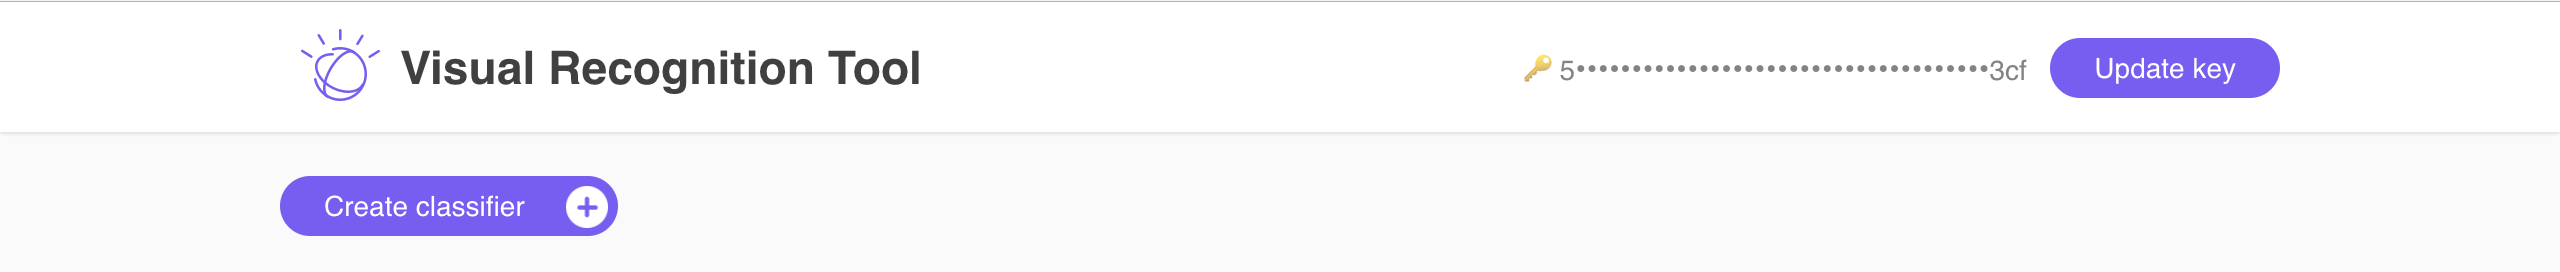 Visual Recognition Tool
🔑 5•••••••••••••••••••••••••••••••••••••3cf
Update key
Create classifier